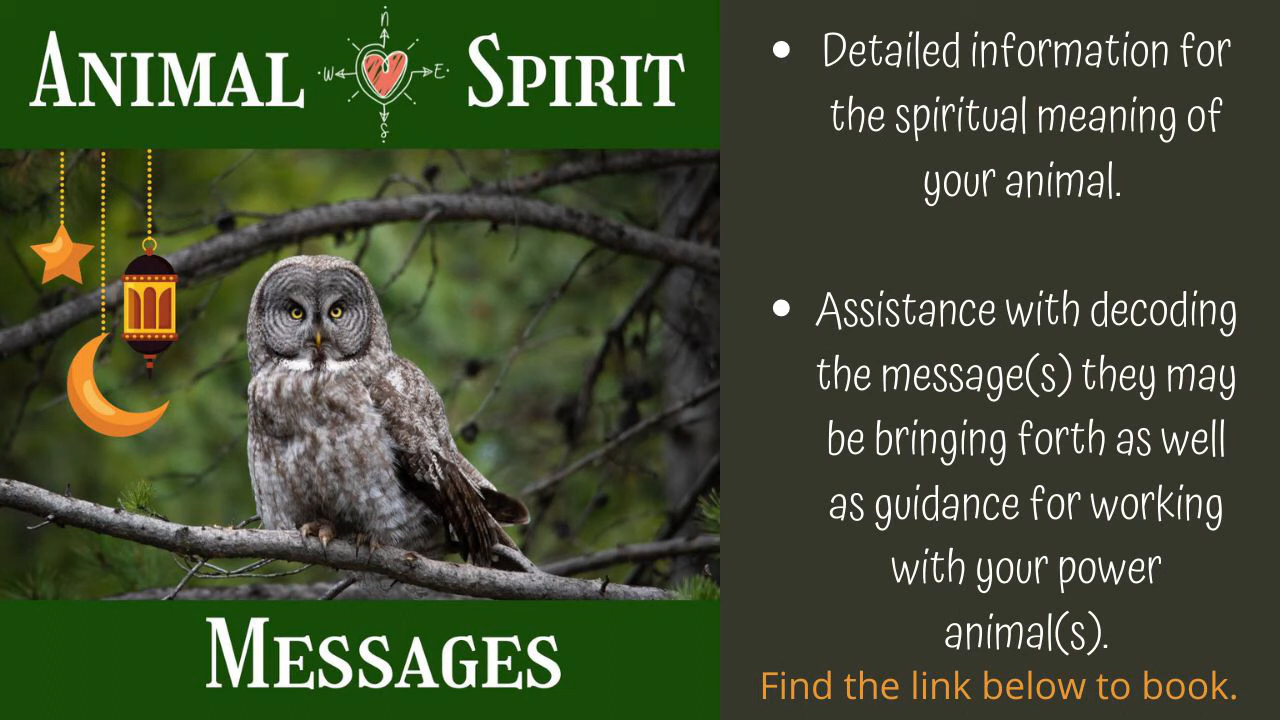 Animal Spirit
n
W E
s
Messages
• Detailed information for
the spiritual meaning of
your animal.
• Assistance with decoding
the message(s) they may
be bringing forth as well
as guidance for working
with your power
animal(s).
Find the link below to book.